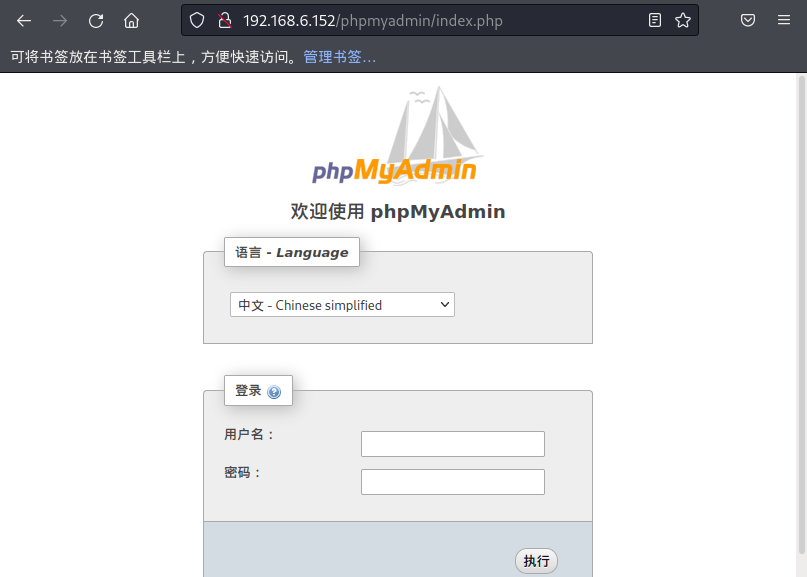 192.168.6.152/phpmyadmin/index.php
可将书签放在书签工具栏上，方便快速访问。管理书签…
phpMyAdmin
欢迎使用 phpMyAdmin
语言 - Language
中文 - Chinese simplified
登录
用户名：
密码：
执行